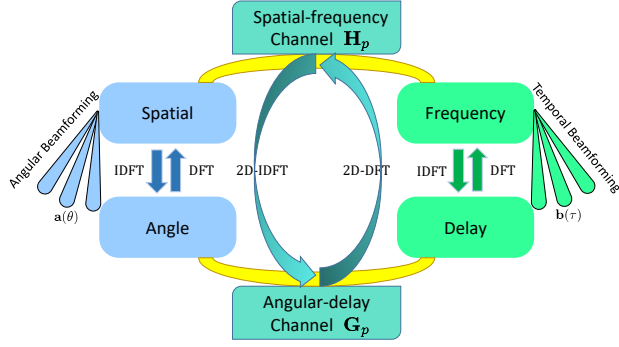 Spatial-frequency
Channel H_p
Angular Beamforming
Spatial
Frequency
Temporal Beamforming
IDFT
DFT
2D-IDFT
2D-DFT
IDFT
DFT
a(θ)
b(τ)
Angle
Delay
Angular-delay
Channel G_p